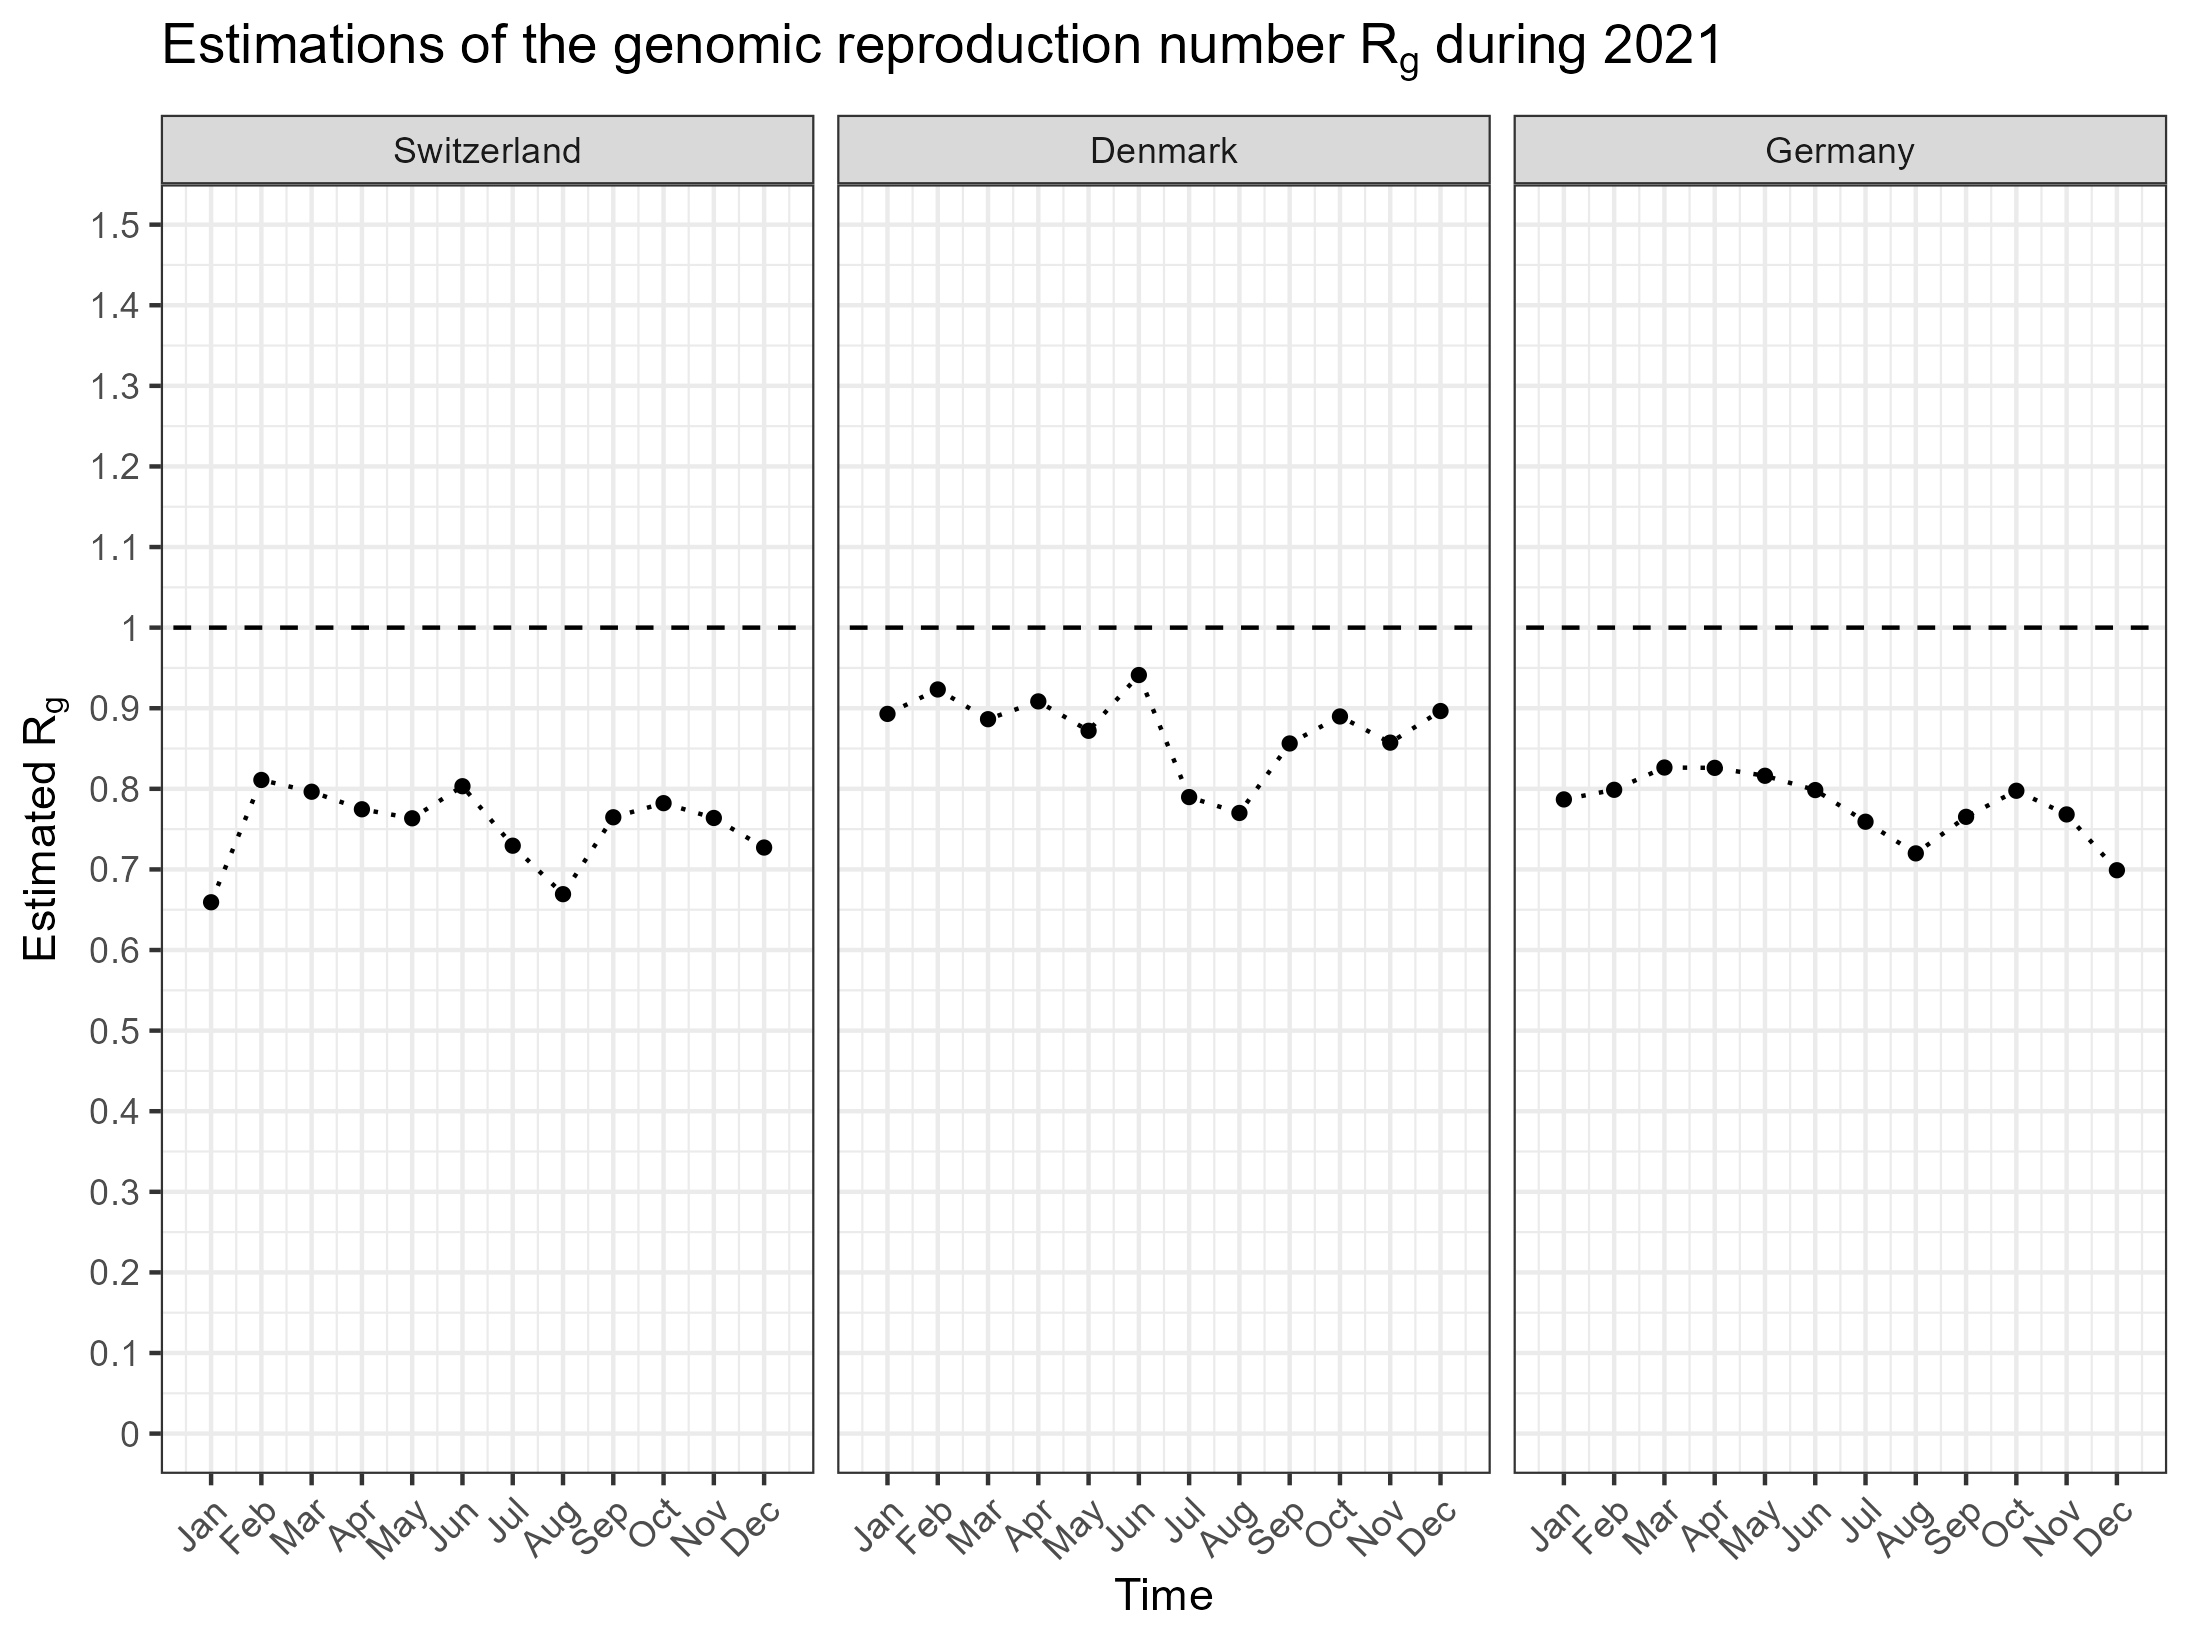 Estimations of the genomic reproduction number Rg during 2021
Switzerland
Denmark
Germany
Estimated Rg
1.5
1.4
1.3
1.2
1.1
1
0.9
0.8
0.7
0.6
0.5
0.4
0.3
0.2
0.1
0
Jan Feb Mar Apr May Jun Jul Aug Sep Oct Nov Dec
Jan Feb Mar Apr May Jun Jul Aug Sep Oct Nov Dec
Jan Feb Mar Apr May Jun Jul Aug Sep Oct Nov Dec
Time